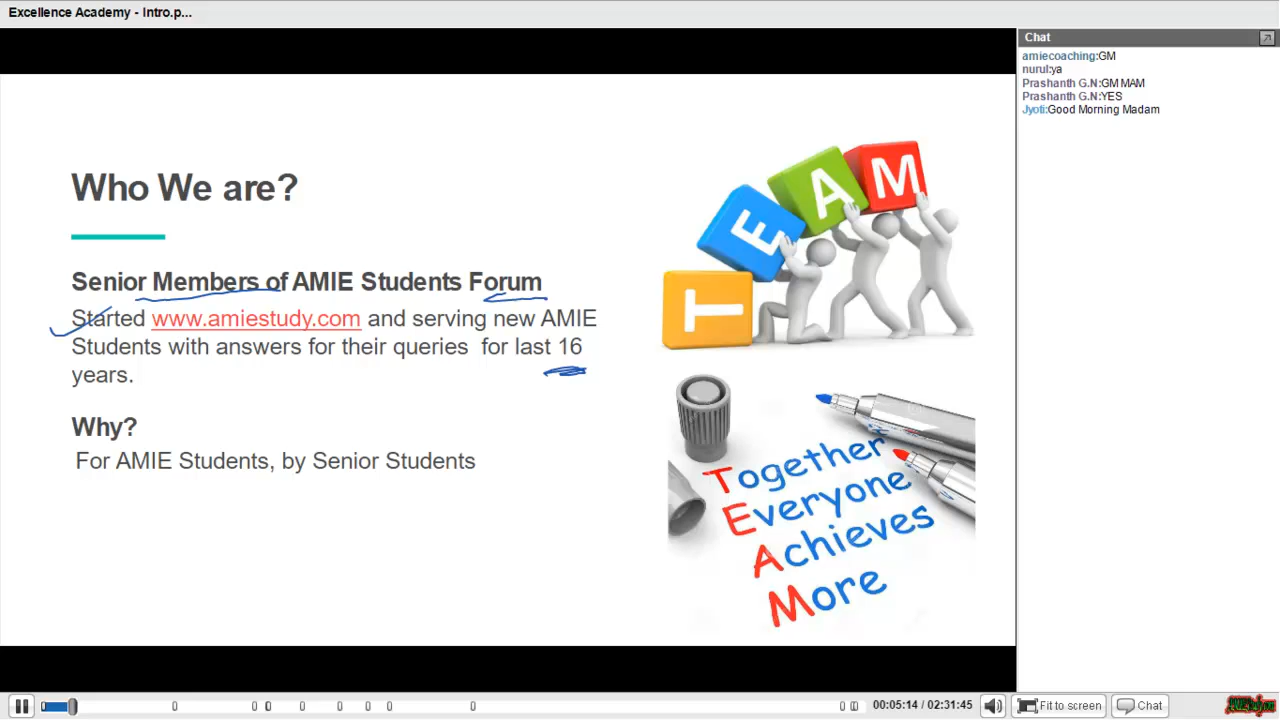 Excellence Academy - Intro.p...
Who We are?
Senior Members of AMIE Students Forum
Started www.amiestudy.com and serving new AMIE
Students with answers for their queries for last 16
years.
Why?
For AMIE Students, by Senior Students
T E A M
Together
Everyone
Achieves
More
Chat
amiecoaching:GM
nurul:ya
Prashanth G.N:GM MAM
Prashanth G.N:YES
Jyoti:Good Morning Madam
00:05:14 / 02:31:45
Fit to screen
Chat